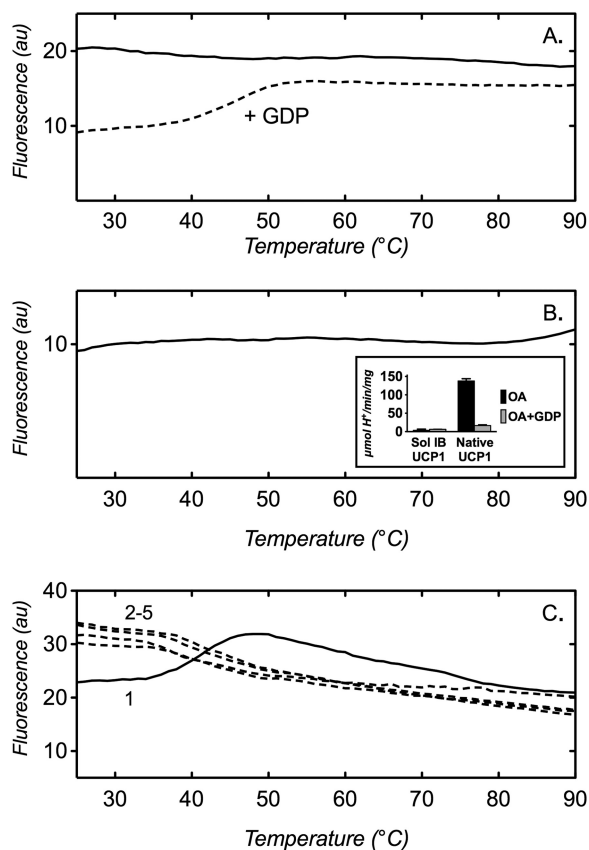 Fluorescence (au)
20
10
A.
+ GDP
30 40 50 60 70 80 90
Temperature (°C)
Fluorescence (au)
10
B.
µmol H⁺/min/mg
150
100
50
0
OA
OA+GDP
Sol IB UCP1
Native UCP1
30 40 50 60 70 80 90
Temperature (°C)
Fluorescence (au)
40
30
20
10
2-5
1
C.
30 40 50 60 70 80 90
Temperature (°C)